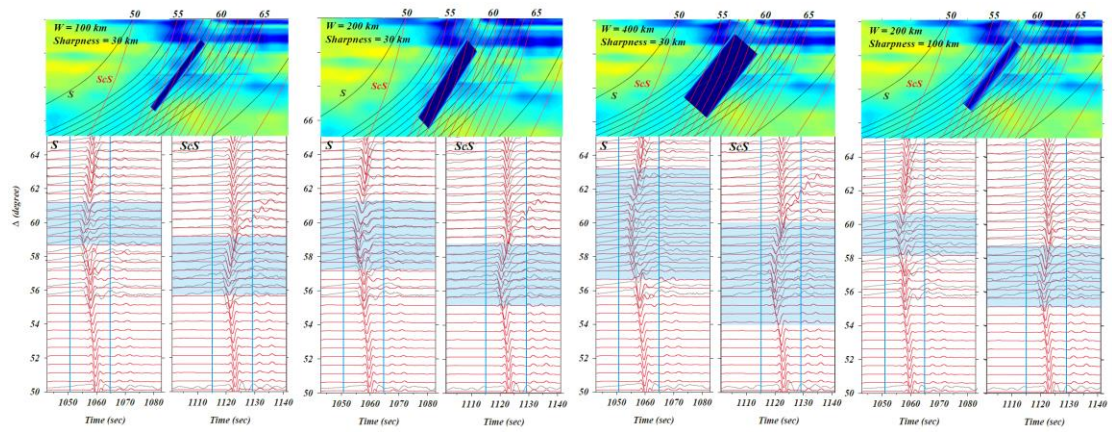 50 55 60 65
W = 100 km
Sharpness = 30 km
ScS
S
50 55 60 65
W = 200 km
Sharpness = 30 km
ScS
S
66
50 55 60 65
W = 400 km
Sharpness = 30 km
ScS
S
50 55 60 65
W = 200 km
Sharpness = 100 km
ScS
S
66
S ScS
S ScS
S ScS
S
Δ (degree)
64
62
60
58
56
54
52
50
64
62
60
58
56
54
52
50
64
62
60
58
56
54
52
50
64
62
60
58
56
54
52
50
1050 1060 1070 1080 1110 1120 1130 1140
Time (sec) Time (sec)
1050 1060 1070 1080 1110 1120 1130 1140
Time (sec) Time (sec)
1050 1060 1070 1080 1110 1120 1130 1140
Time (sec) Time (sec)
1050 1060 1070 1080 1110 1120 1130 1140
Time (sec) Time (sec)